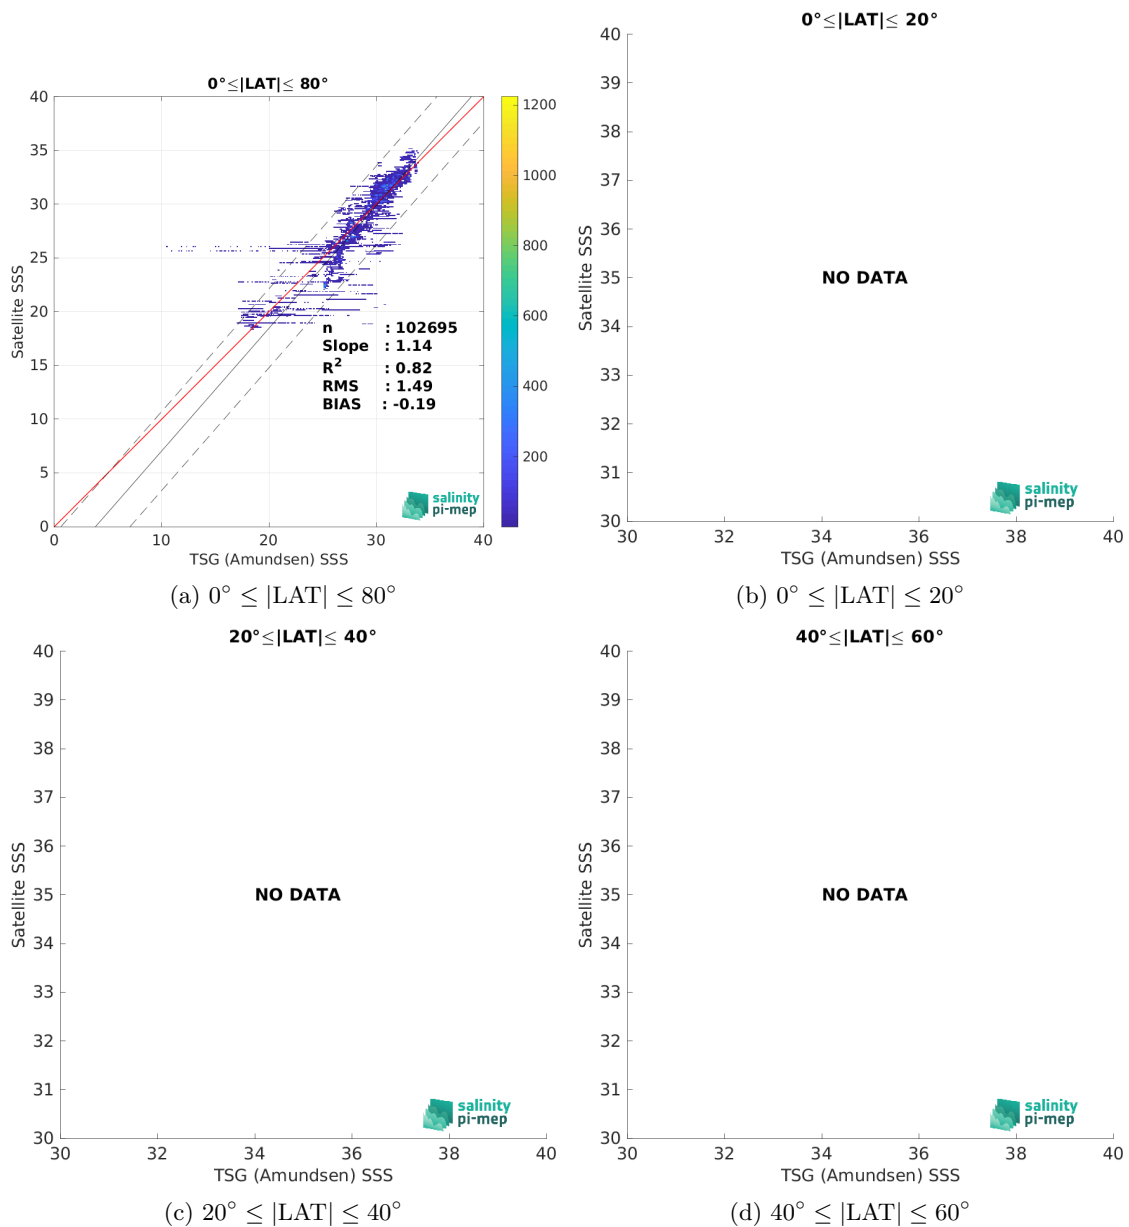 0°≤|LAT|≤ 80°
40
35
30
25
20
15
10
5
0
Satellite SSS
0
10
20
30
40
TSG (Amundsen) SSS
n : 102695
Slope : 1.14
R² : 0.82
RMS : 1.49
BIAS : -0.19
1200
1000
800
600
400
200
salinity
pi-mep
(a) 0° ≤ |LAT| ≤ 80°
0°≤|LAT|≤ 20°
40
39
38
37
36
35
34
33
32
31
30
Satellite SSS
NO DATA
salinity
pi-mep
30
32
34
36
38
40
TSG (Amundsen) SSS
(b) 0° ≤ |LAT| ≤ 20°
20°≤|LAT|≤ 40°
40
39
38
37
36
35
34
33
32
31
30
Satellite SSS
NO DATA
salinity
pi-mep
30
32
34
36
38
40
TSG (Amundsen) SSS
(c) 20° ≤ |LAT| ≤ 40°
40°≤|LAT|≤ 60°
40
39
38
37
36
35
34
33
32
31
30
Satellite SSS
NO DATA
salinity
pi-mep
30
32
34
36
38
40
TSG (Amundsen) SSS
(d) 40° ≤ |LAT| ≤ 60°